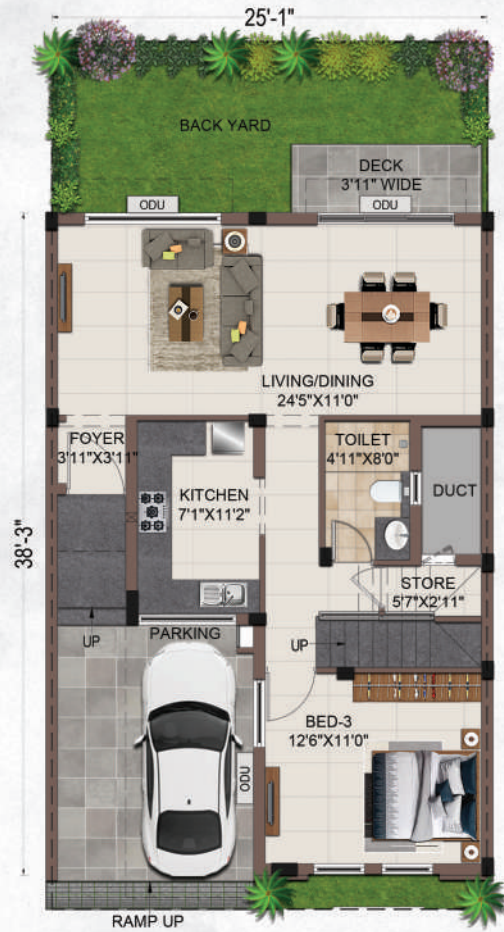 25'-1"
BACK YARD
DECK
3'11" WIDE
ODU
ODU
LIVING/DINING
24'5"X11'0"
FOYER
3'11"X3'11"
KITCHEN
7'1"X11'2"
TOILET
4'11"X8'0"
DUCT
38'-3"
STORE
5'7"X2'11"
UP
PARKING
UP
BED-3
12'6"X11'0"
ODU
RAMP UP